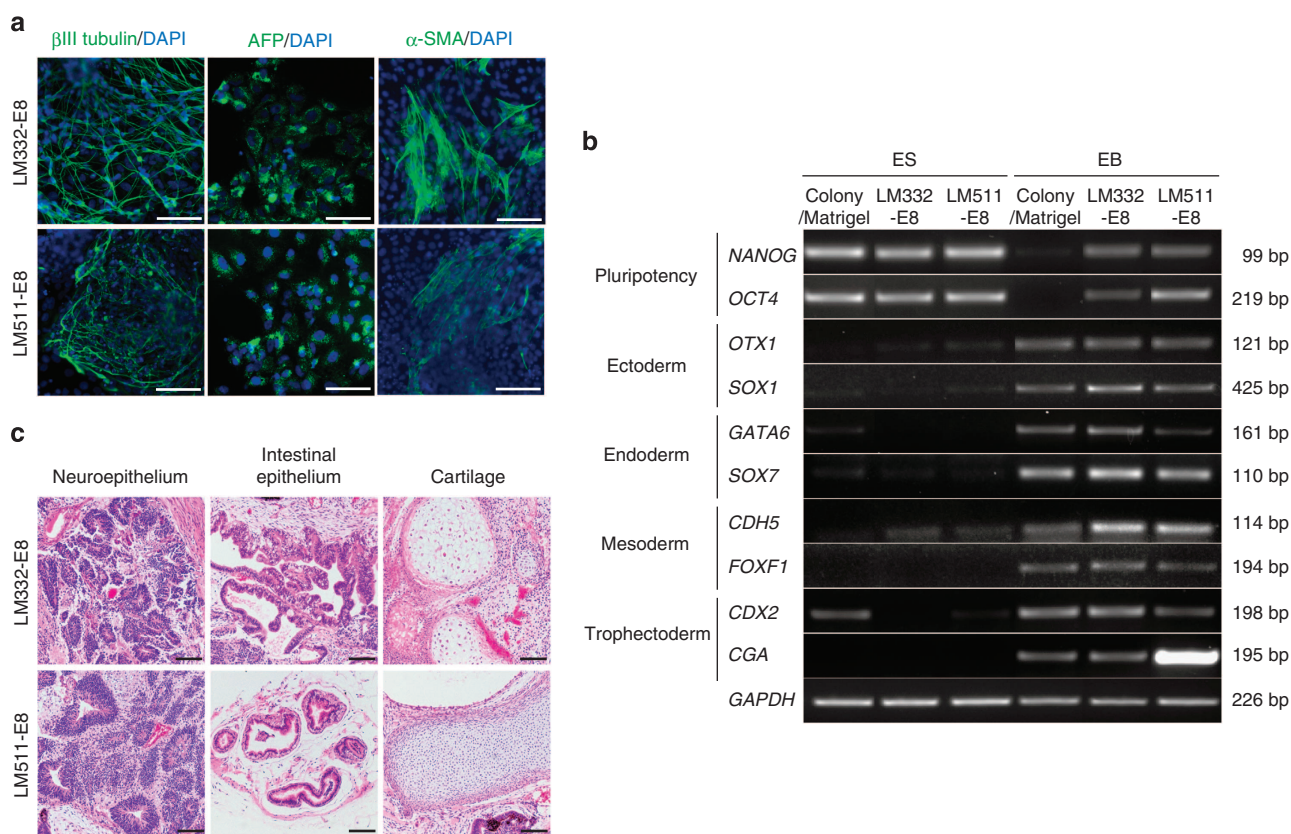 a
βIII tubulin/DAPI AFP/DAPI α-SMA/DAPI
LM332-E8
LM511-E8
b
ES EB
Colony /Matrigel LM332 -E8 LM511 -E8 Colony /Matrigel LM332 -E8 LM511 -E8
Pluripotency
NANOG 99 bp
OCT4 219 bp
Ectoderm
OTX1 121 bp
SOX1 425 bp
Endoderm
GATA6 161 bp
SOX7 110 bp
Mesoderm
CDH5 114 bp
FOXF1 194 bp
Trophectoderm
CDX2 198 bp
CGA 195 bp
GAPDH 226 bp
c
Neuroepithelium Intestinal epithelium Cartilage
LM332-E8
LM511-E8